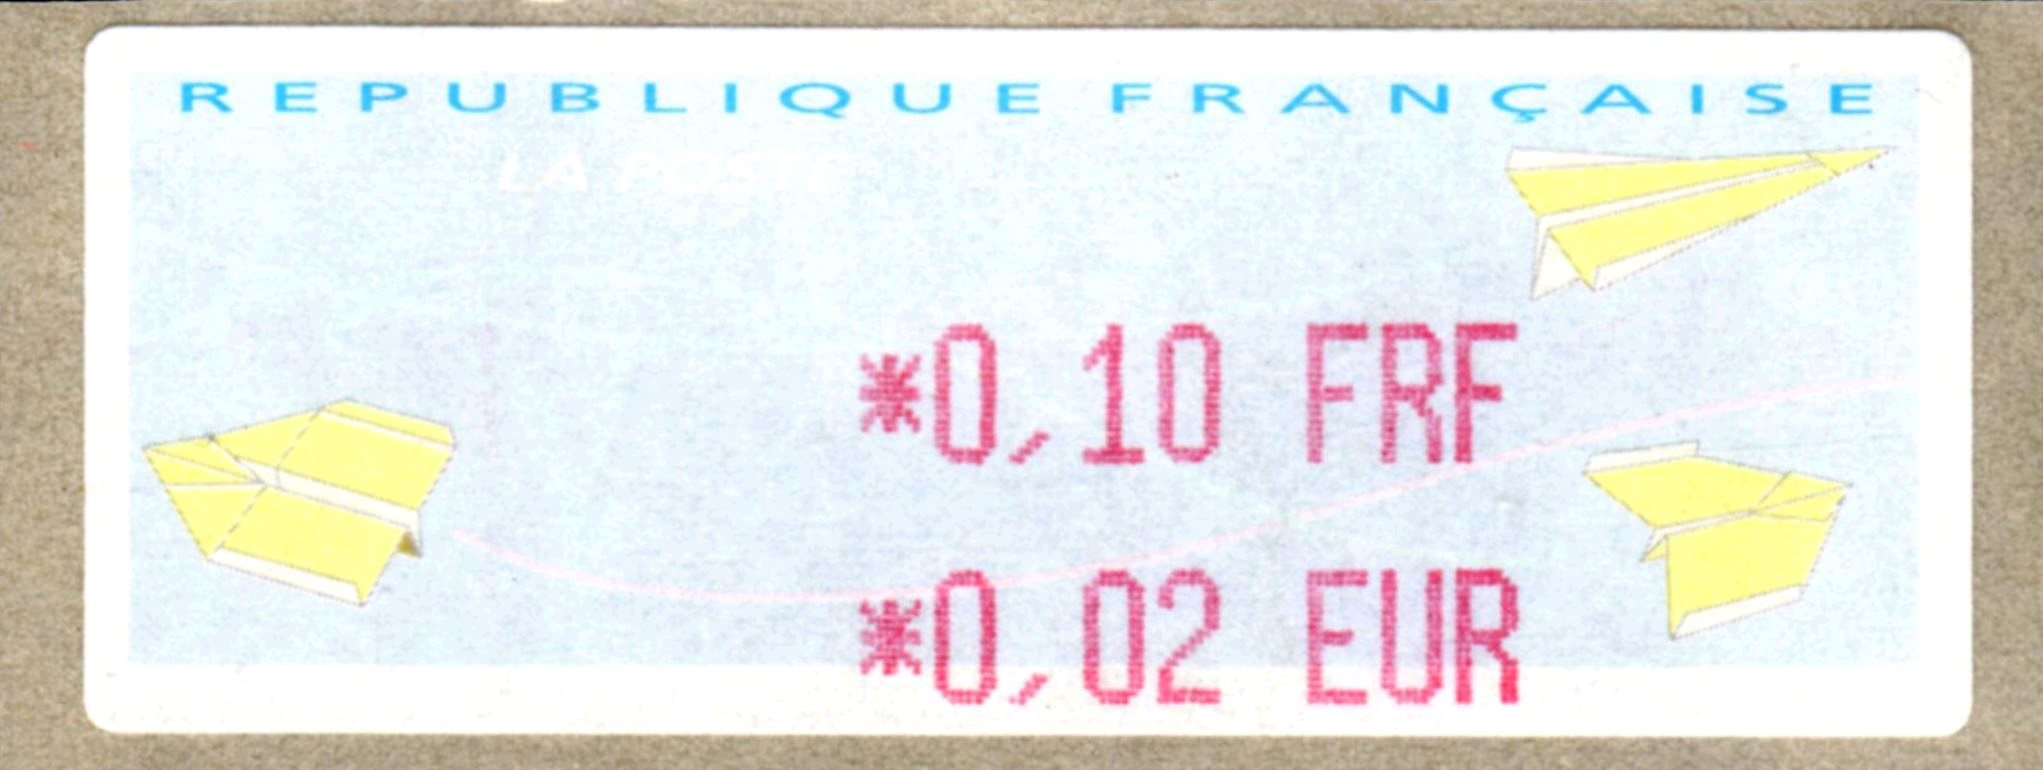 REPUBLIQUE FRANÇAISE
LA POSTE
*0,10 FRF
*0,02 EUR